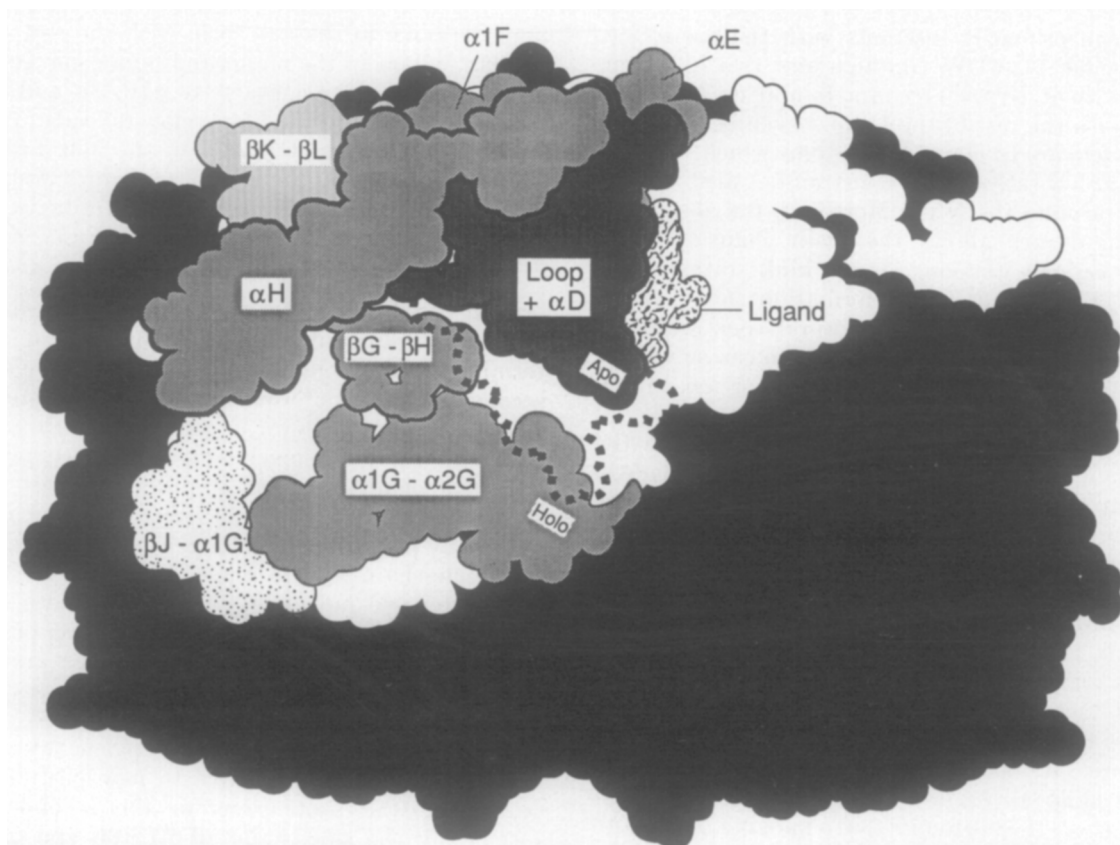 α1F
αE
βK - βL
αH
Loop
+ αD
Ligand
βG - βH
Apo
α1G - α2G
Holo
βJ - α1G